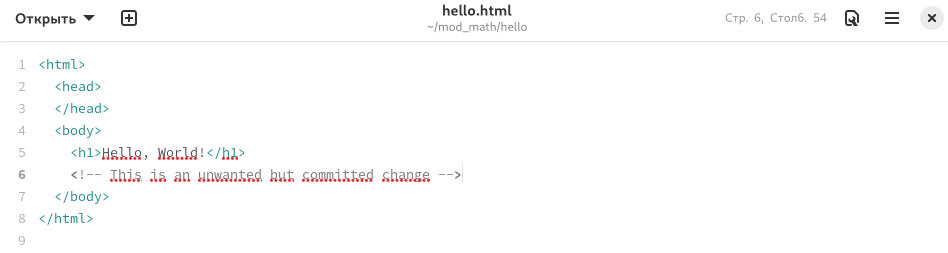 Открыть
hello.html
~/mod_math/hello
Стр. 6, Столб. 54
1 <html>
2   <head>
3   </head>
4   <body>
5     <h1>Hello, World!</h1>
6     <!-- This is an unwanted but committed change -->
7   </body>
8 </html>
9